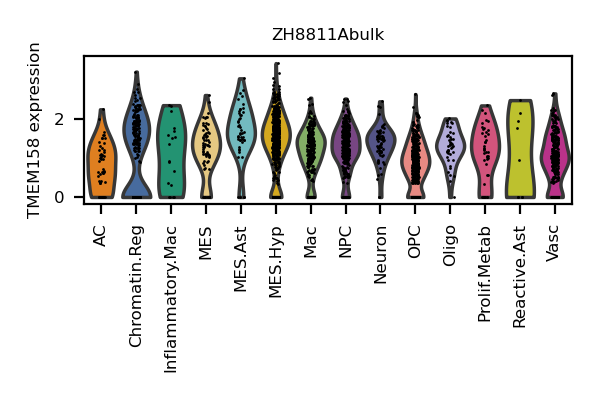 ZH8811Abulk
TMEM158 expression
2
0
AC
Chromatin.Reg
Inflammatory.Mac
MES
MES.Ast
MES.Hyp
Mac
NPC
Neuron
OPC
Oligo
Prolif.Metab
Reactive.Ast
Vasc